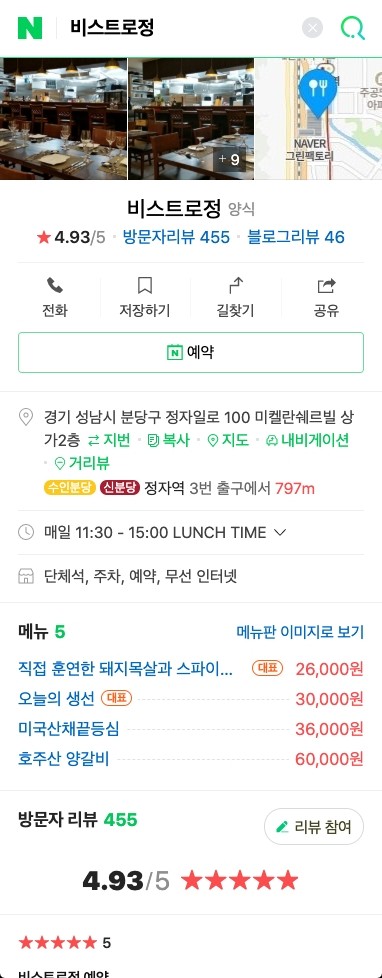 N 비스트로정
+9
NAVER
그린팩토리
주공
아파
비스트로정 양식
★4.93/5 · 방문자리뷰 455 · 블로그리뷰 46
전화 저장하기 길찾기 공유
N 예약
경기 성남시 분당구 정자일로 100 미켈란쉐르빌 상
가2층 지번 · 복사 · 지도 · 내비게이션
· 거리뷰
수인분당 신분당 정자역 3번 출구에서 797m
매일 11:30 - 15:00 LUNCH TIME
단체석, 주차, 예약, 무선 인터넷
메뉴 5 메뉴판 이미지로 보기
직접 훈연한 돼지목살과 스파이... 대표 26,000원
오늘의 생선 대표 30,000원
미국산채끝등심 36,000원
호주산 양갈비 60,000원
방문자 리뷰 455 리뷰 참여
4.93/5 ★★★★★
★★★★★ 5
비스트로정 예약